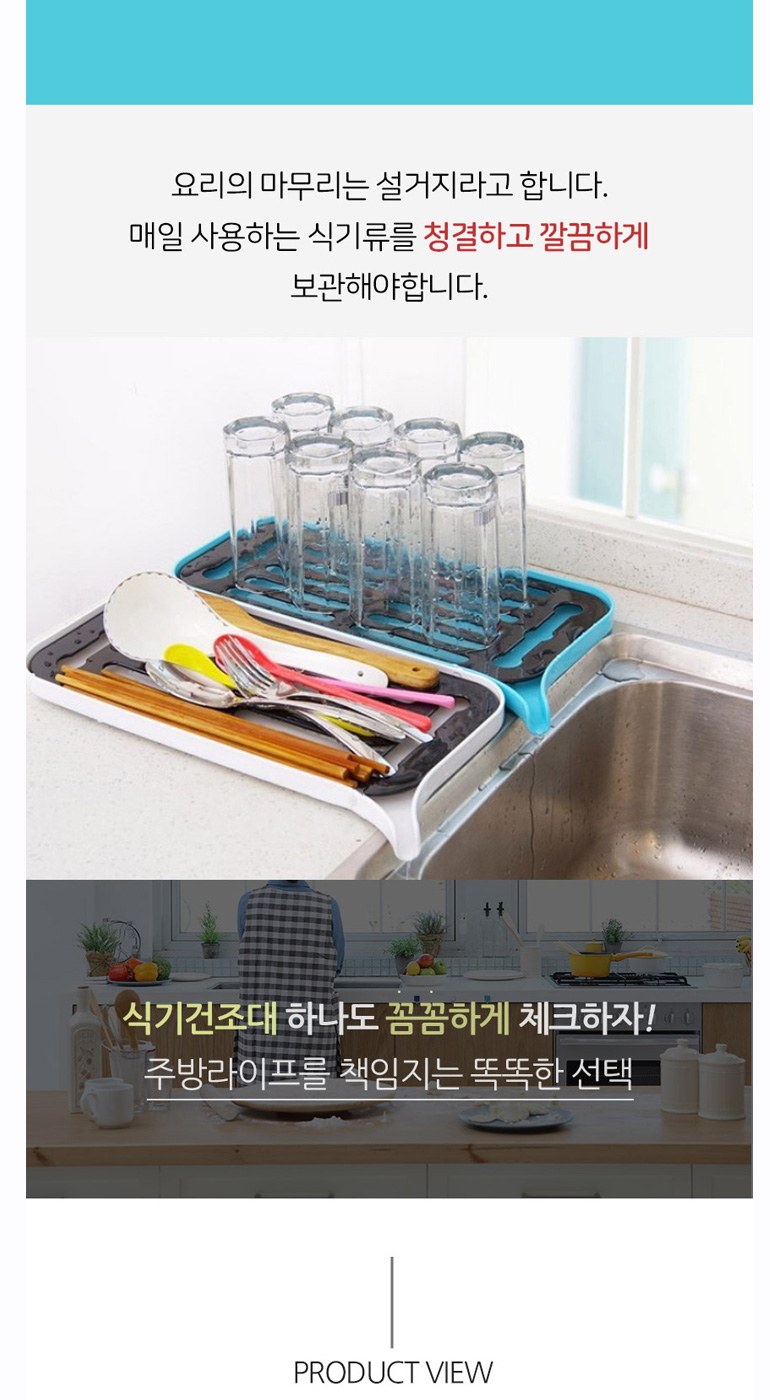 요리의 마무리는 설거지라고 합니다.
매일 사용하는 식기류를 청결하고 깔끔하게
보관해야합니다.
식기건조대 하나도 꼼꼼하게 체크하자!
주방라이프를 책임지는 똑똑한 선택
PRODUCT VIEW